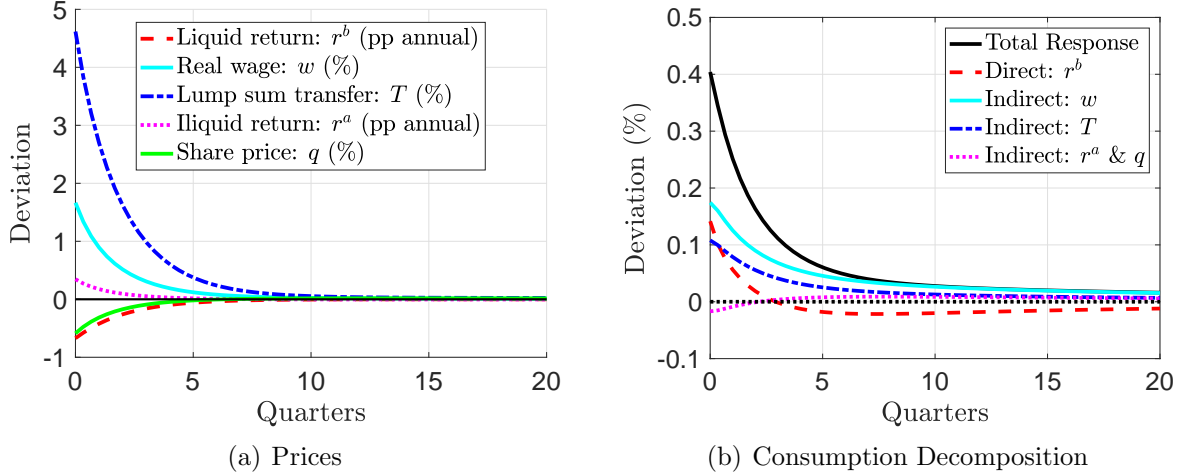 5
4
3
2
1
0
-1
0 5 10 15 20
Deviation
Quarters
Liquid return: r^b (pp annual)
Real wage: w (%)
Lump sum transfer: T (%)
Iliquid return: r^a (pp annual)
Share price: q (%)
(a) Prices
0.5
0.4
0.3
0.2
0.1
0
-0.1
0 5 10 15 20
Deviation (%)
Quarters
Total Response
Direct: r^b
Indirect: w
Indirect: T
Indirect: r^a & q
(b) Consumption Decomposition